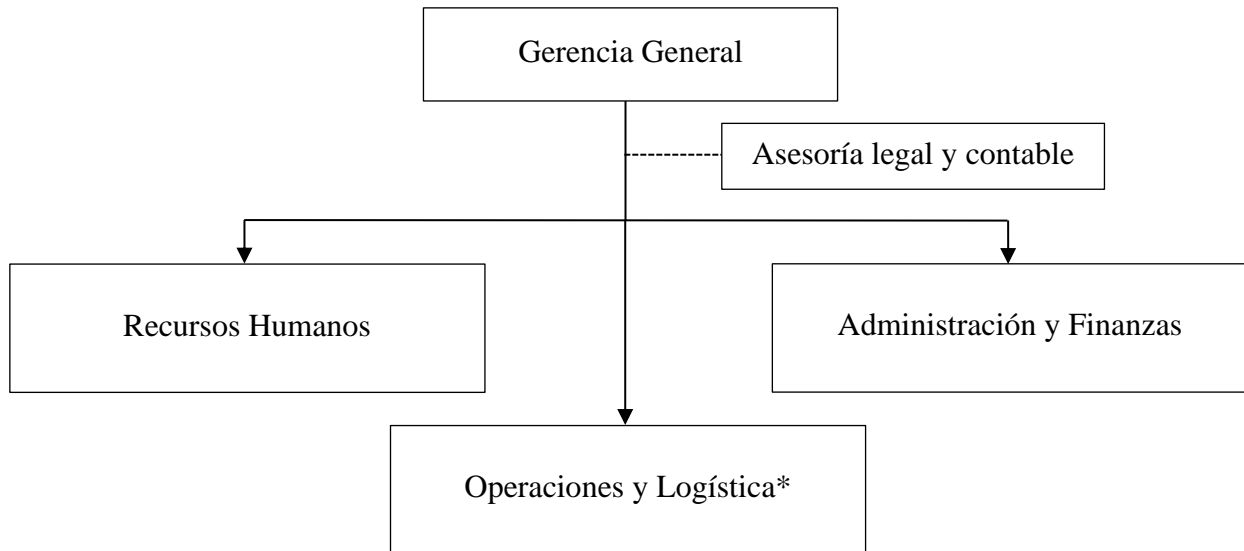 Gerencia General
Asesoría legal y contable
Recursos Humanos
Administración y Finanzas
Operaciones y Logística*